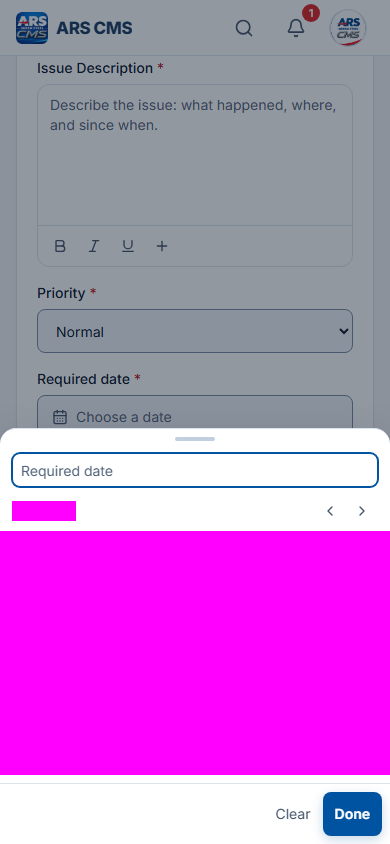 ARS
CMS
ARS CMS
1
ARS
CMS
Issue Description *
Describe the issue: what happened, where,
and since when.
B I U +
Priority *
Normal
Required date *
Choose a date
Required date
Clear
Done